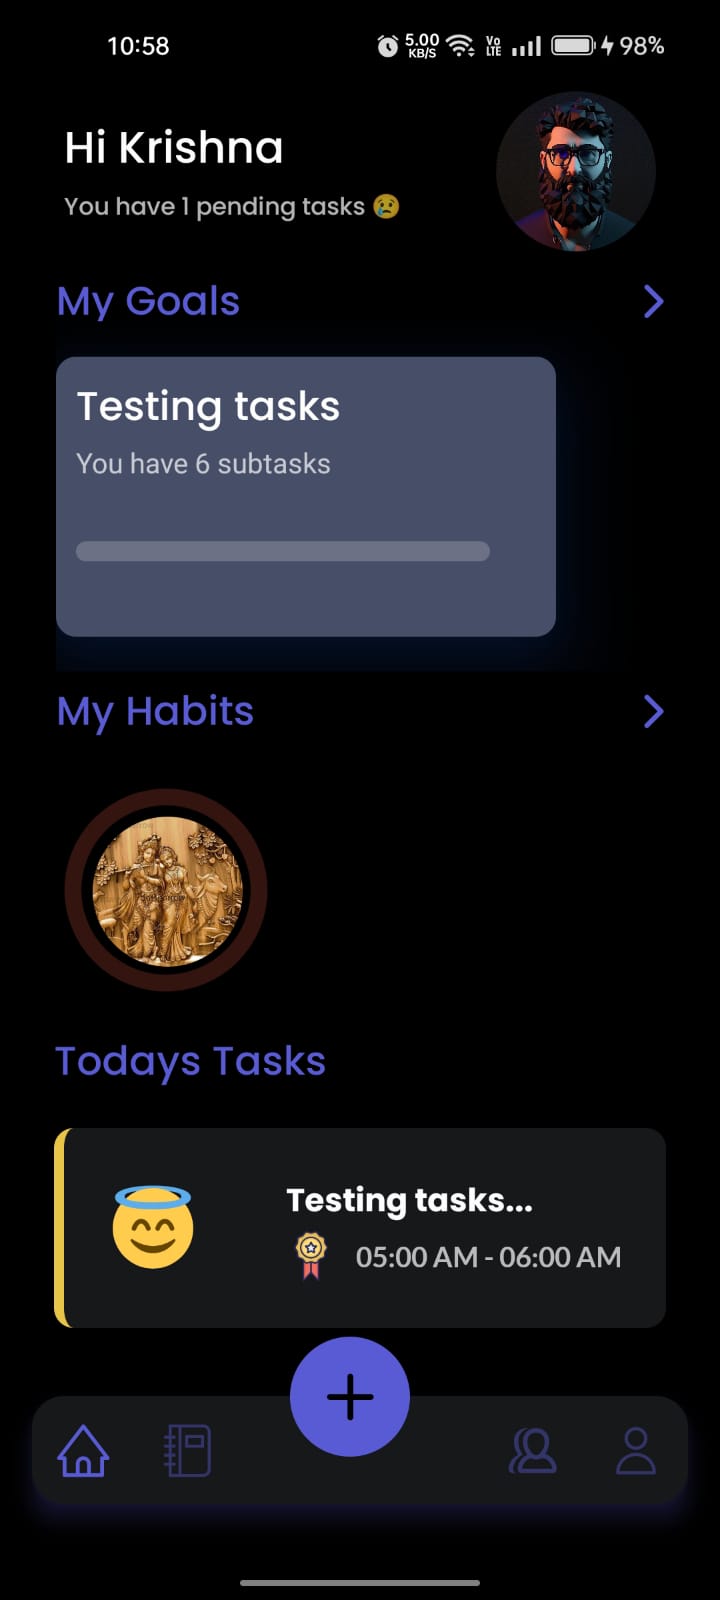 10:58
5.00 KB/S Vo LTE 98%
Hi Krishna
You have 1 pending tasks 😢
My Goals
Testing tasks
You have 6 subtasks
My Habits
Todays Tasks
Testing tasks...
05:00 AM - 06:00 AM